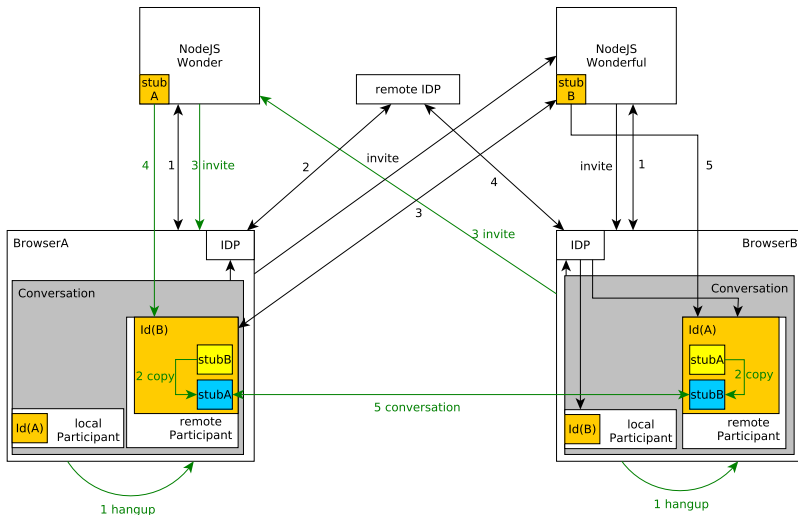 NodeJS
Wonder
stub
A
remote IDP
NodeJS
Wonderful
stub
B
4
1
3 invite
2
invite
4
3
3 invite
invite
1
5
BrowserA
IDP
IDP
BrowserB
Conversation
Id(B)
stubB
2 copy
stubA
Id(A)
local
Participant
remote
Participant
5 conversation
Conversation
Id(A)
stubA
2 copy
stubB
Id(B)
local
Participant
remote
Participant
1 hangup
1 hangup